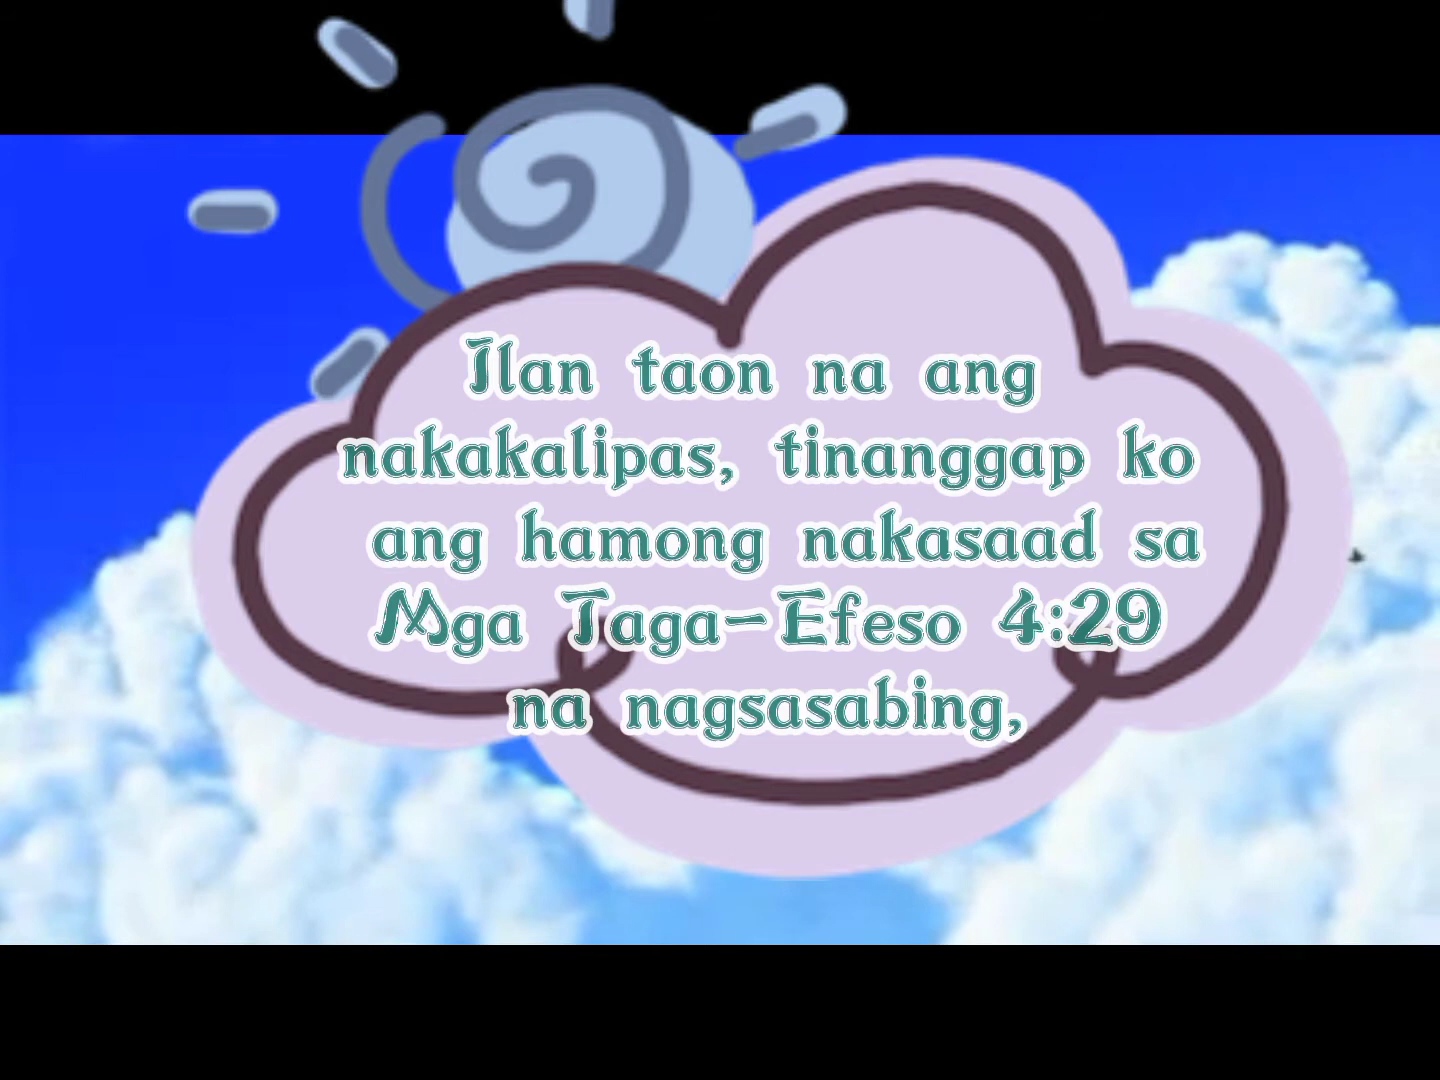 Ilan taon na ang
nakakalipas, tinanggap ko
ang hamong nakasaad sa
Mga Taga-Efeso 4:29
na nagsasabing,